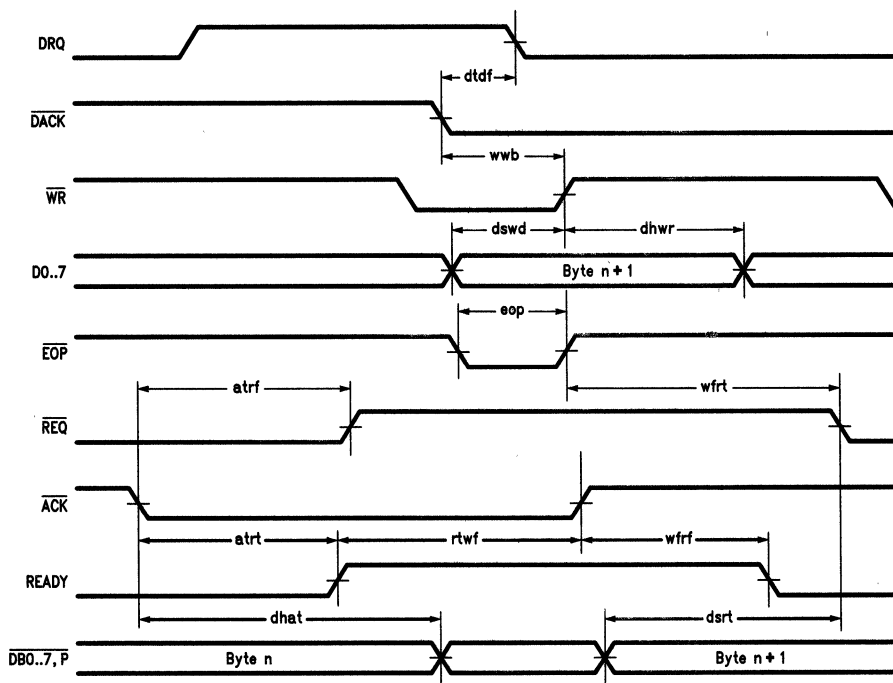 DRQ
dtdf
DACK
wwb
WR
dswd dhwr
D0..7 Byte n + 1
eop
EOP
atrf wfrt
REQ
ACK
atrt rtwf wfrf
READY
dhat dsrt
DB0..7, P Byte n Byte n + 1